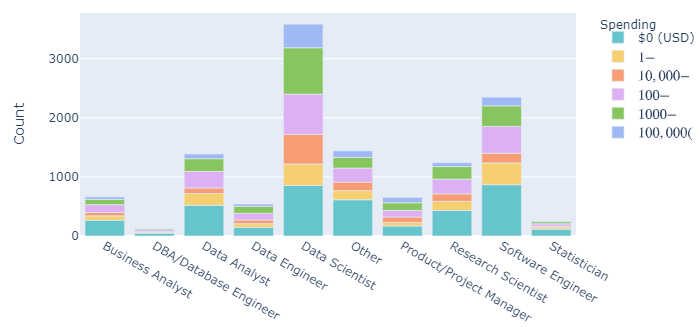 Spending
$0 (USD)
1−
10,000−
100−
1000−
100,000(
Count
3000
2000
1000
0
Business Analyst
DBA/Database Engineer
Data Analyst
Data Engineer
Data Scientist
Other
Product/Project Manager
Research Scientist
Software Engineer
Statistician